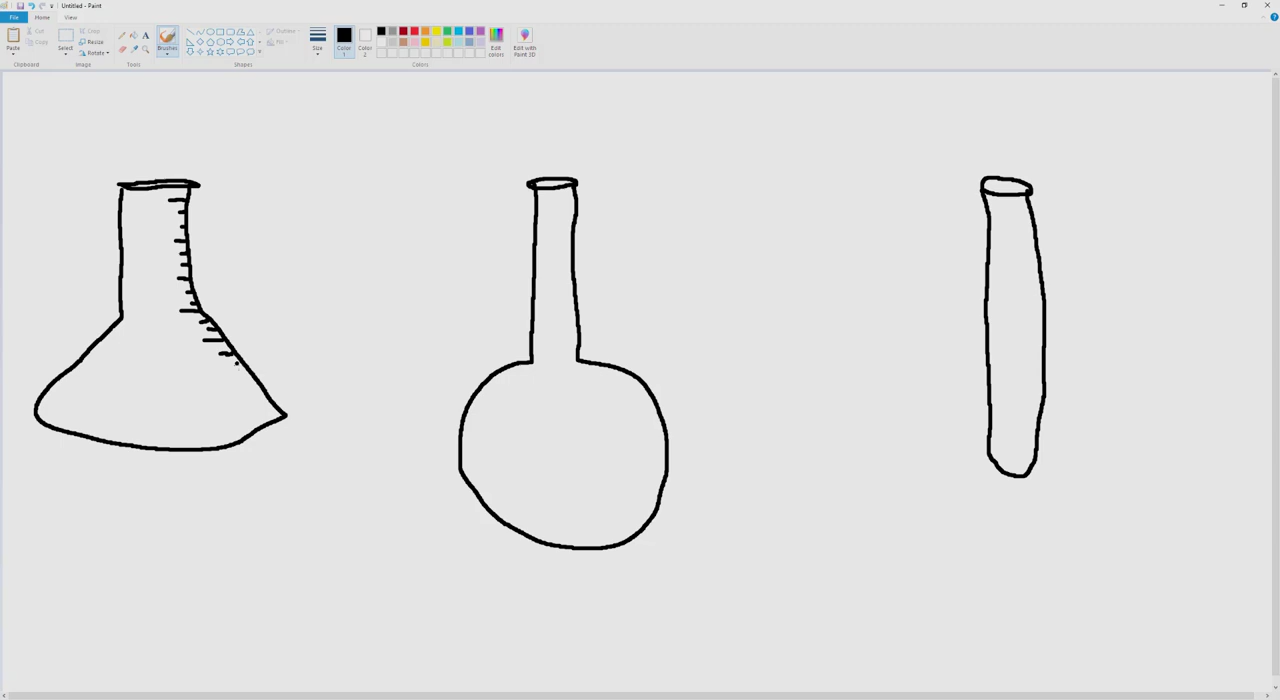 Untitled - Paint
File Home View
Cut Copy Outline
Copy Resize Fill
Paste Select Rotate Brushes Size Color Color Edit Edit with
1 2 colors Paint 3D
Clipboard Image Tools Shapes Colors